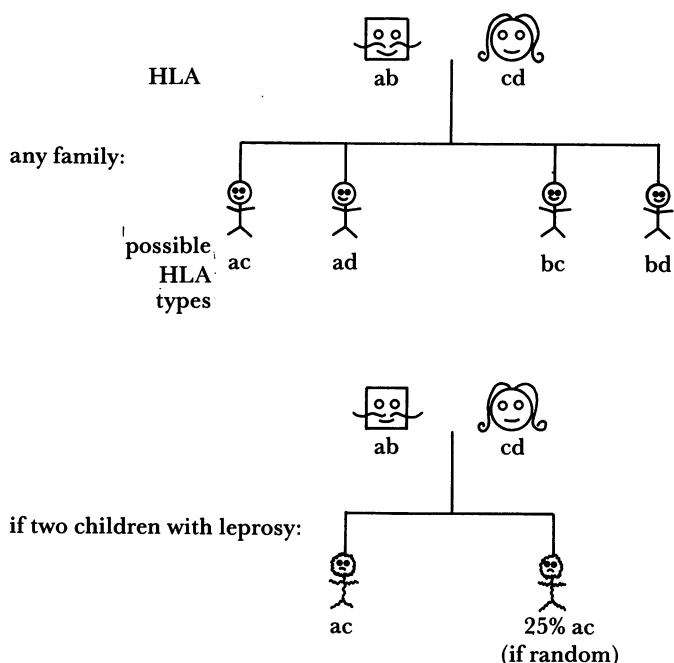 HLA ab cd
any family:
possible ac ad bc bd
HLA
types
ab cd
if two children with leprosy:
ac 25% ac
(if random)